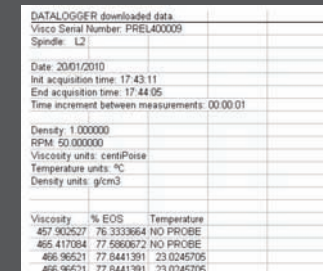 DATALOGGER downloaded data
Visco Serial Number: PREL400009
Spindle: L2
Date: 20/01/2010
Init acquisition time: 17:43:11
End acquisition time: 17:44:05
Time increment between measurements: 00:00:01
Density: 1.000000
RPM: 50.000000
Viscosity units: centiPoise
Temperature units: ºC
Density units: g/cm3
Viscosity % EOS Temperature
457.902527 76.3333664 NO PROBE
465.417084 77.5860672 NO PROBE
466.96521 77.8441391 23.0245705
466.96521 77.8441391 23.0245705